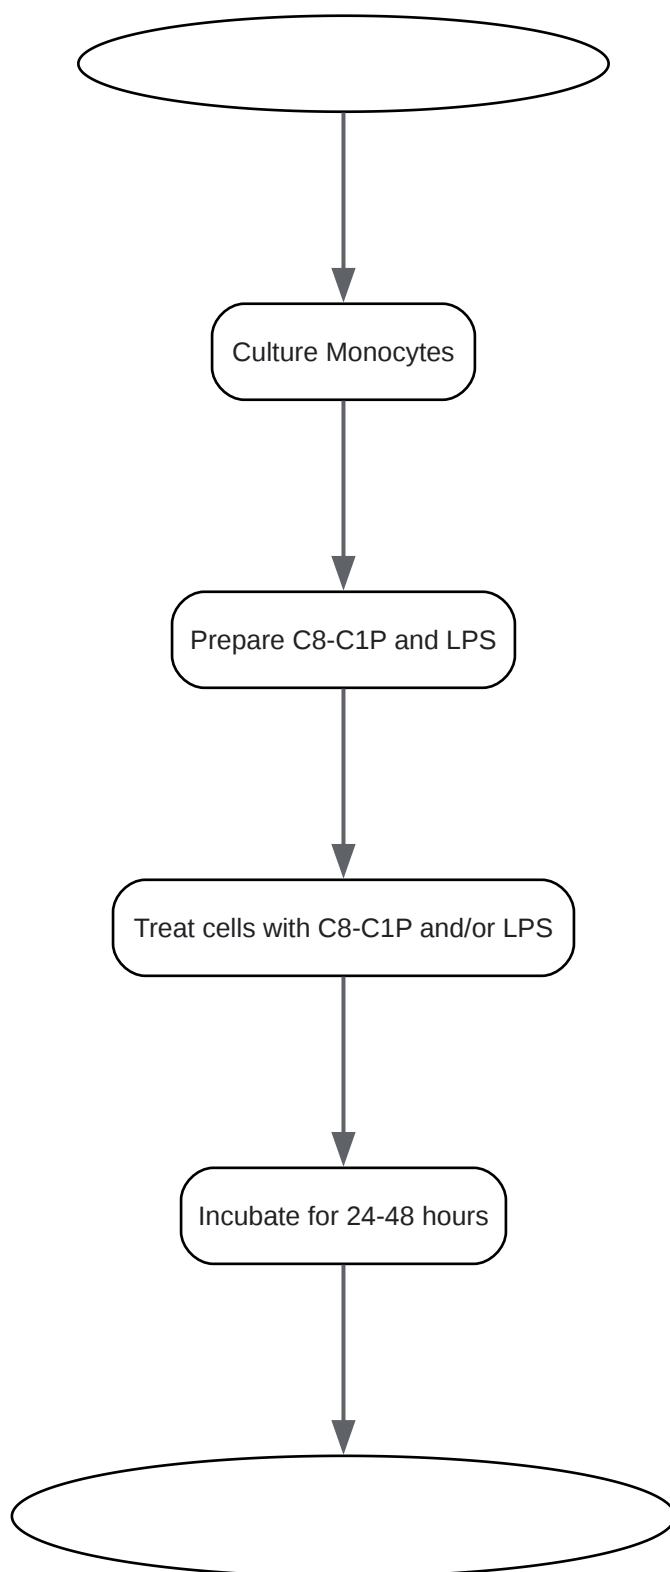 Culture Monocytes
Prepare C8-C1P and LPS
Treat cells with C8-C1P and/or LPS
Incubate for 24-48 hours